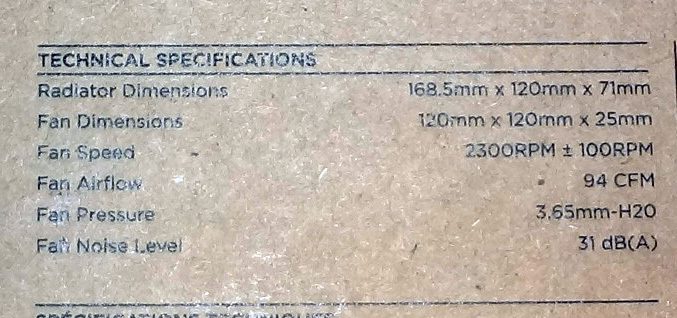 TECHNICAL SPECIFICATIONS
Radiator Dimensions 168.5mm x 120mm x 71mm
Fan Dimensions 120mm x 120mm x 25mm
Fan Speed 2300RPM ± 100RPM
Fan Airflow 94 CFM
Fan Pressure 3,65mm-H2O
Fan Noise Level 31 dB(A)